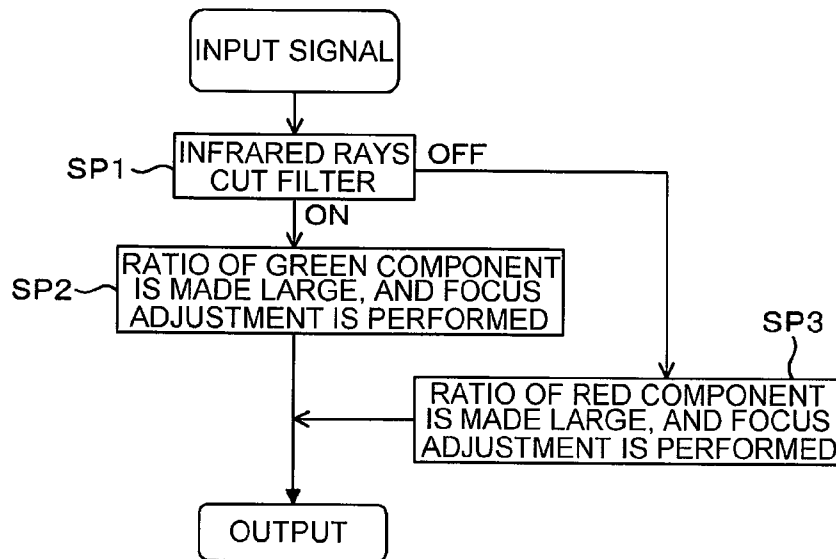 INPUT SIGNAL
SP1
INFRARED RAYS
CUT FILTER
OFF
ON
SP2
RATIO OF GREEN COMPONENT
IS MADE LARGE, AND FOCUS
ADJUSTMENT IS PERFORMED
SP3
RATIO OF RED COMPONENT
IS MADE LARGE, AND FOCUS
ADJUSTMENT IS PERFORMED
OUTPUT